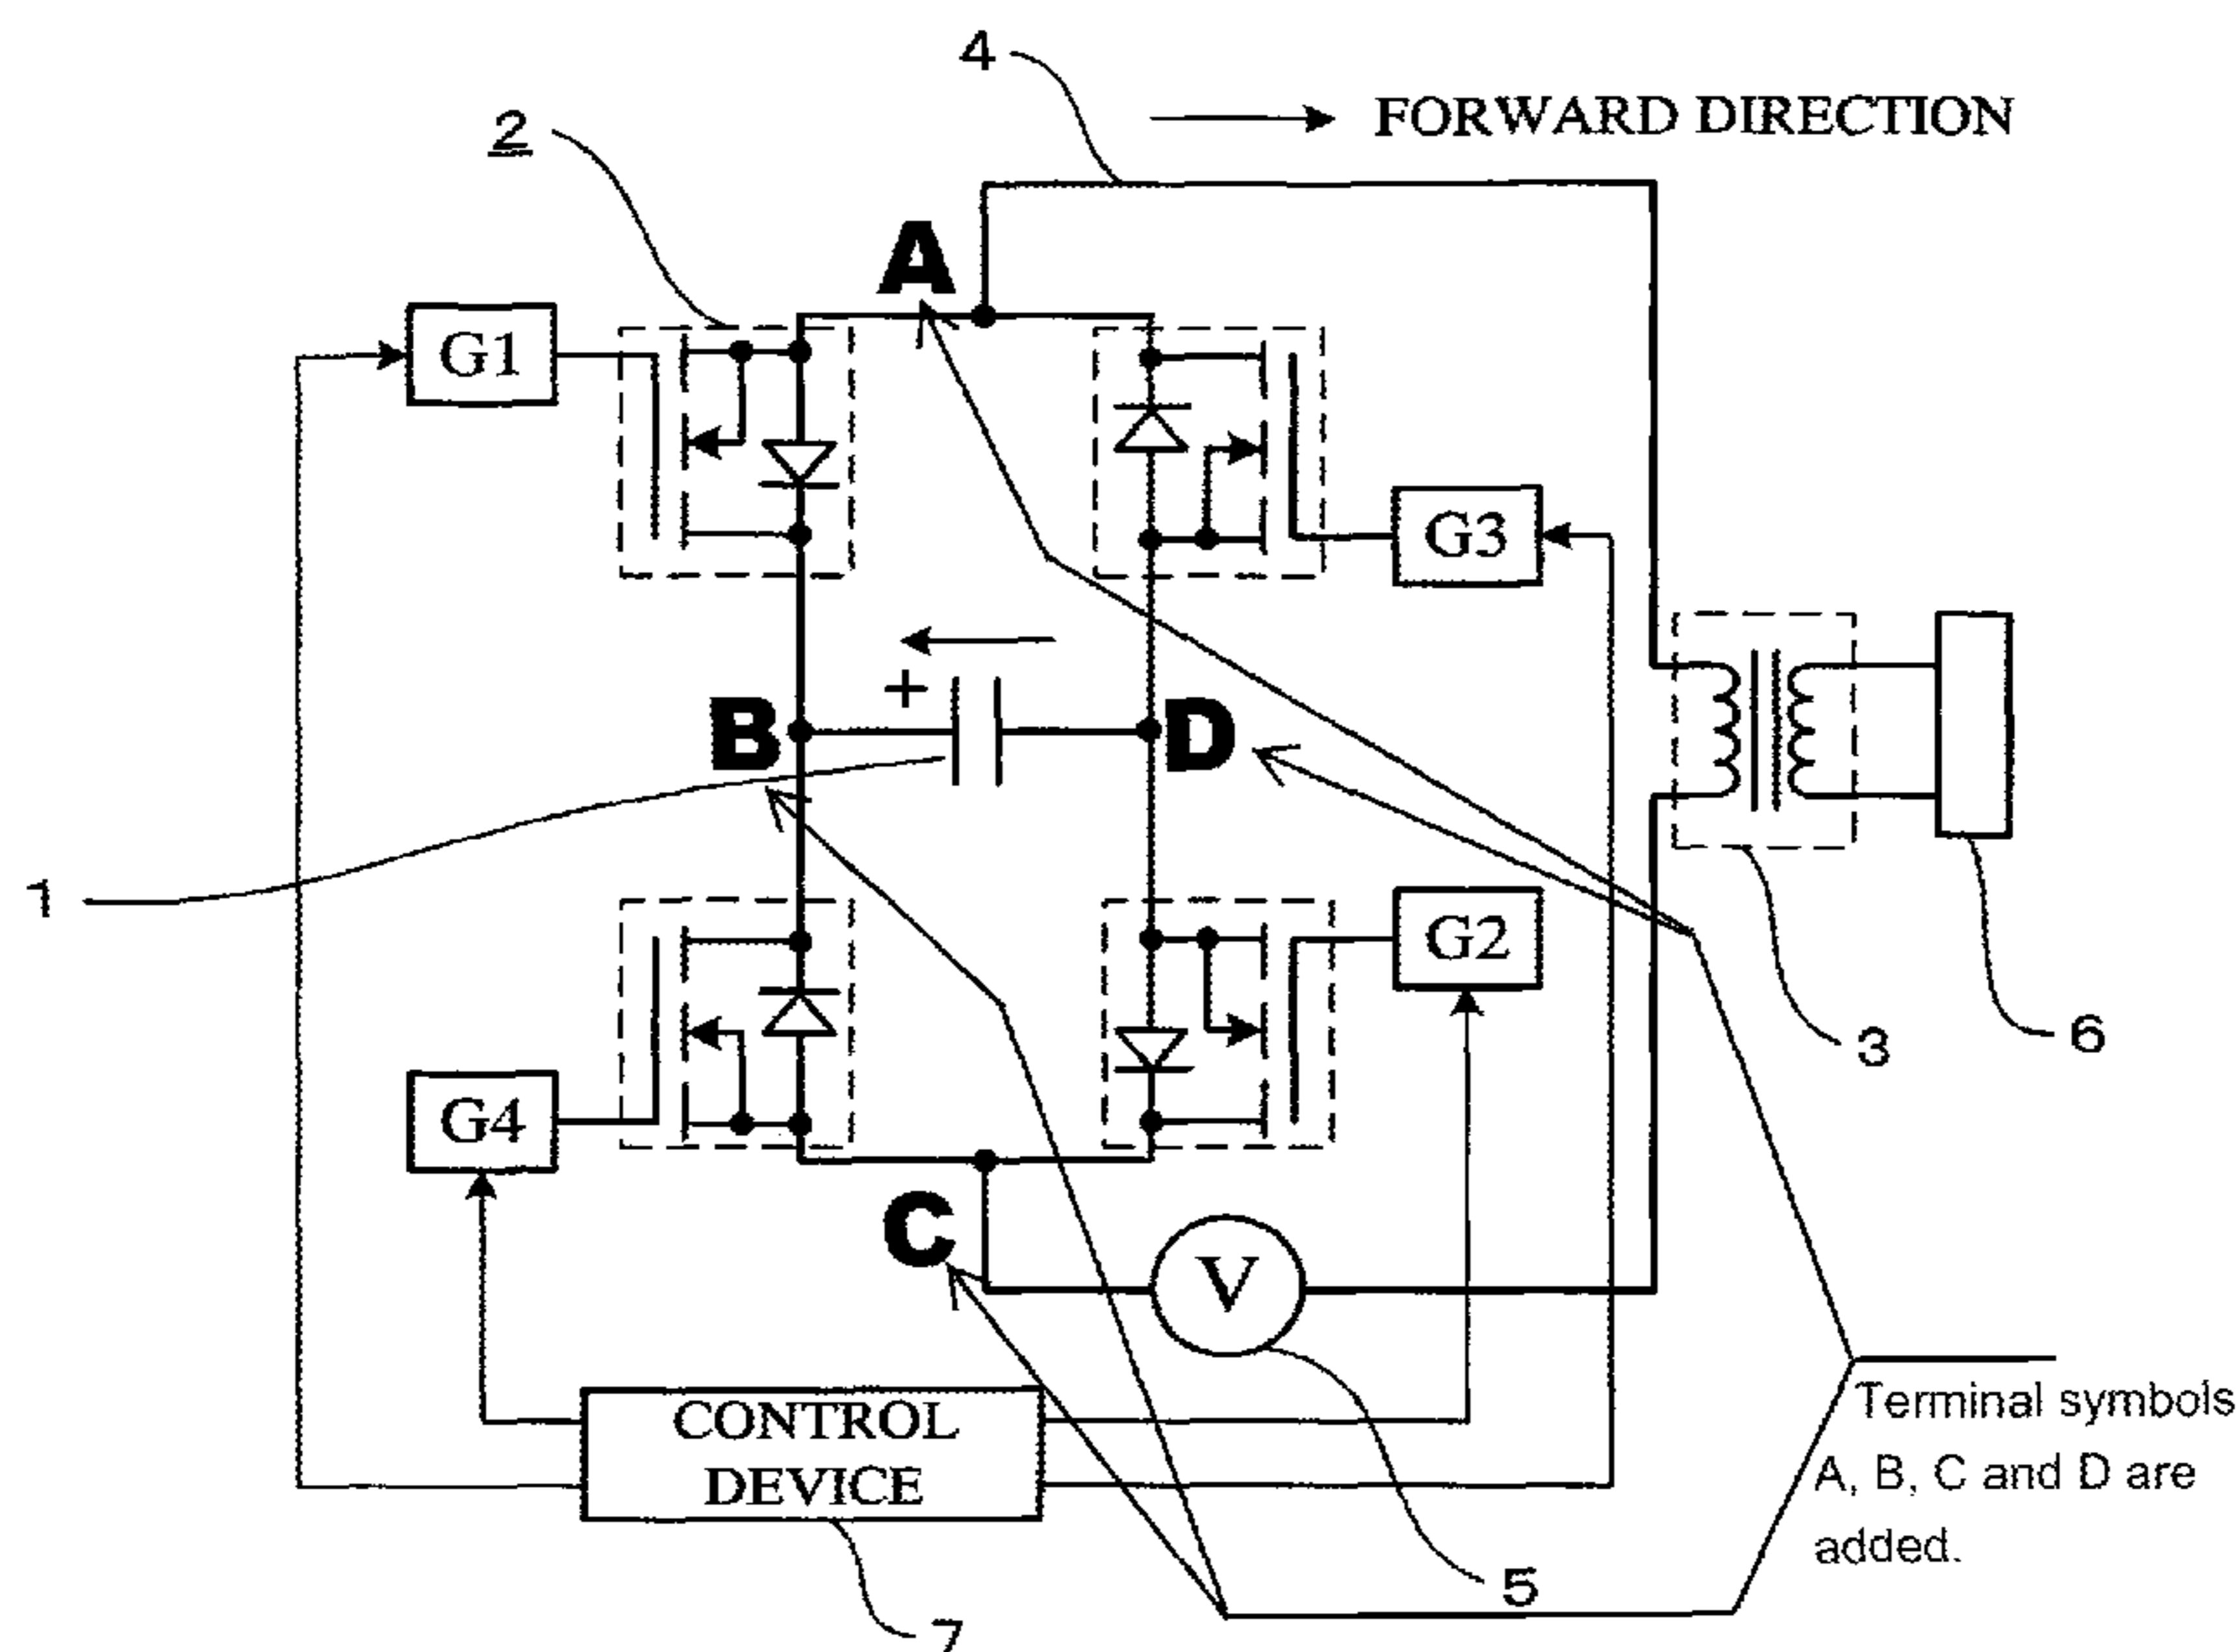 4
FORWARD DIRECTION
2
A
G1
G3
+
B
D
1
G2
3
6
G4
C
V
Terminal symbols
A, B, C and D are
added.
CONTROL
DEVICE
5
7